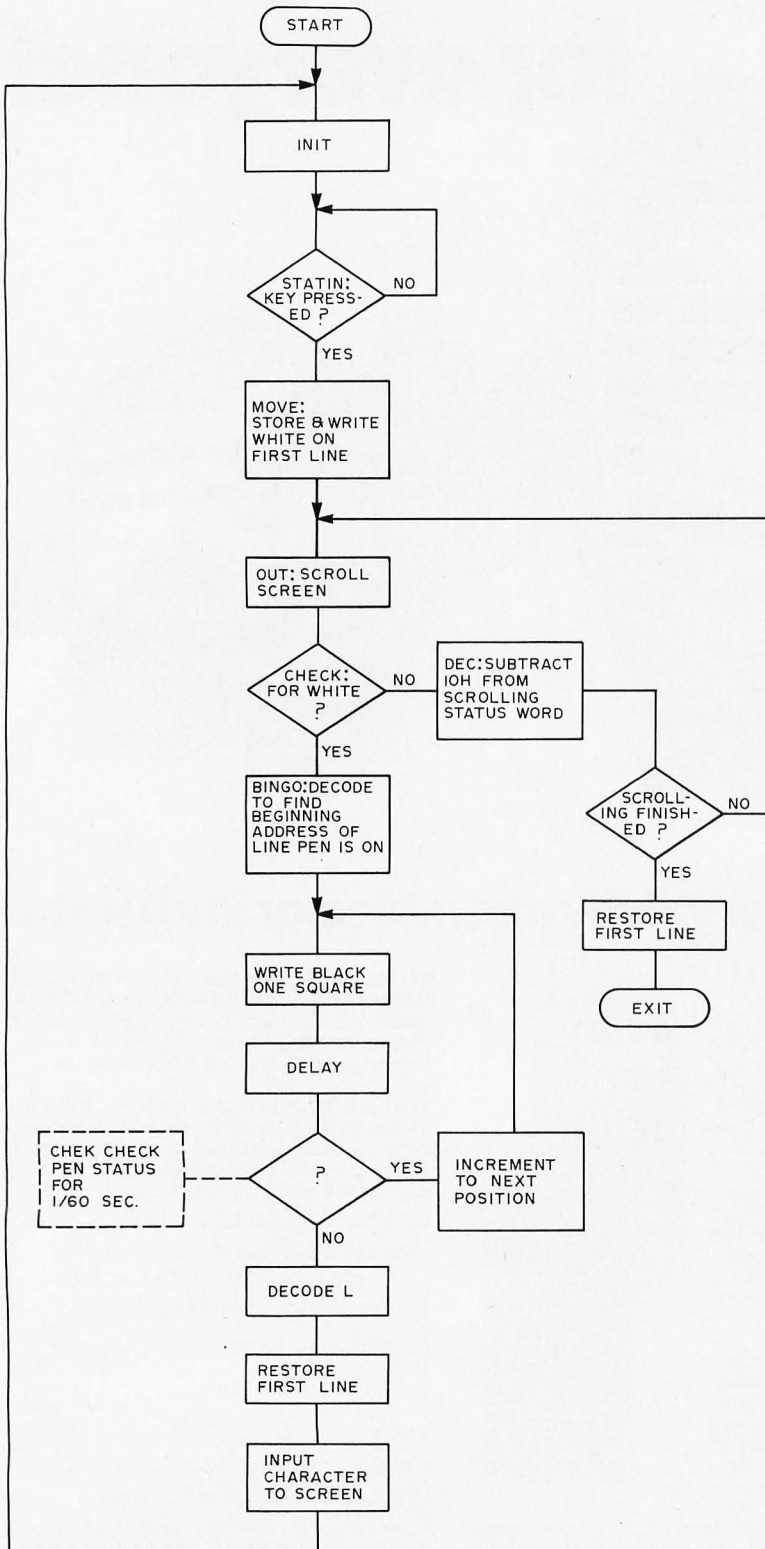 START
INIT
STATIN:
KEY PRESS-
ED ?
NO
YES
MOVE:
STORE & WRITE
WHITE ON
FIRST LINE
OUT: SCROLL
SCREEN
CHECK:
FOR WHITE
?
NO
DEC:SUBTRACT
IOH FROM
SCROLLING
STATUS WORD
YES
BINGO:DECODE
TO FIND
BEGINNING
ADDRESS OF
LINE PEN IS ON
SCROLL-
ING FINISH-
ED ?
NO
YES
RESTORE
FIRST LINE
EXIT
WRITE BLACK
ONE SQUARE
DELAY
CHEK CHECK
PEN STATUS
FOR
1/60 SEC.
?
YES
INCREMENT
TO NEXT
POSITION
NO
DECODE L
RESTORE
FIRST LINE
INPUT
CHARACTER
TO SCREEN